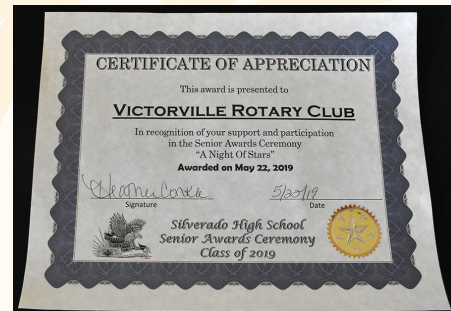 CERTIFICATE OF APPRECIATION
This award is presented to
VICTORVILLE ROTARY CLUB
In recognition of your support and participation
in the Senior Awards Ceremony
"A Night Of Stars"
Awarded on May 22, 2019
5/22/19
Signature
Date
Silverado High School
Senior Awards Ceremony
Class of 2019